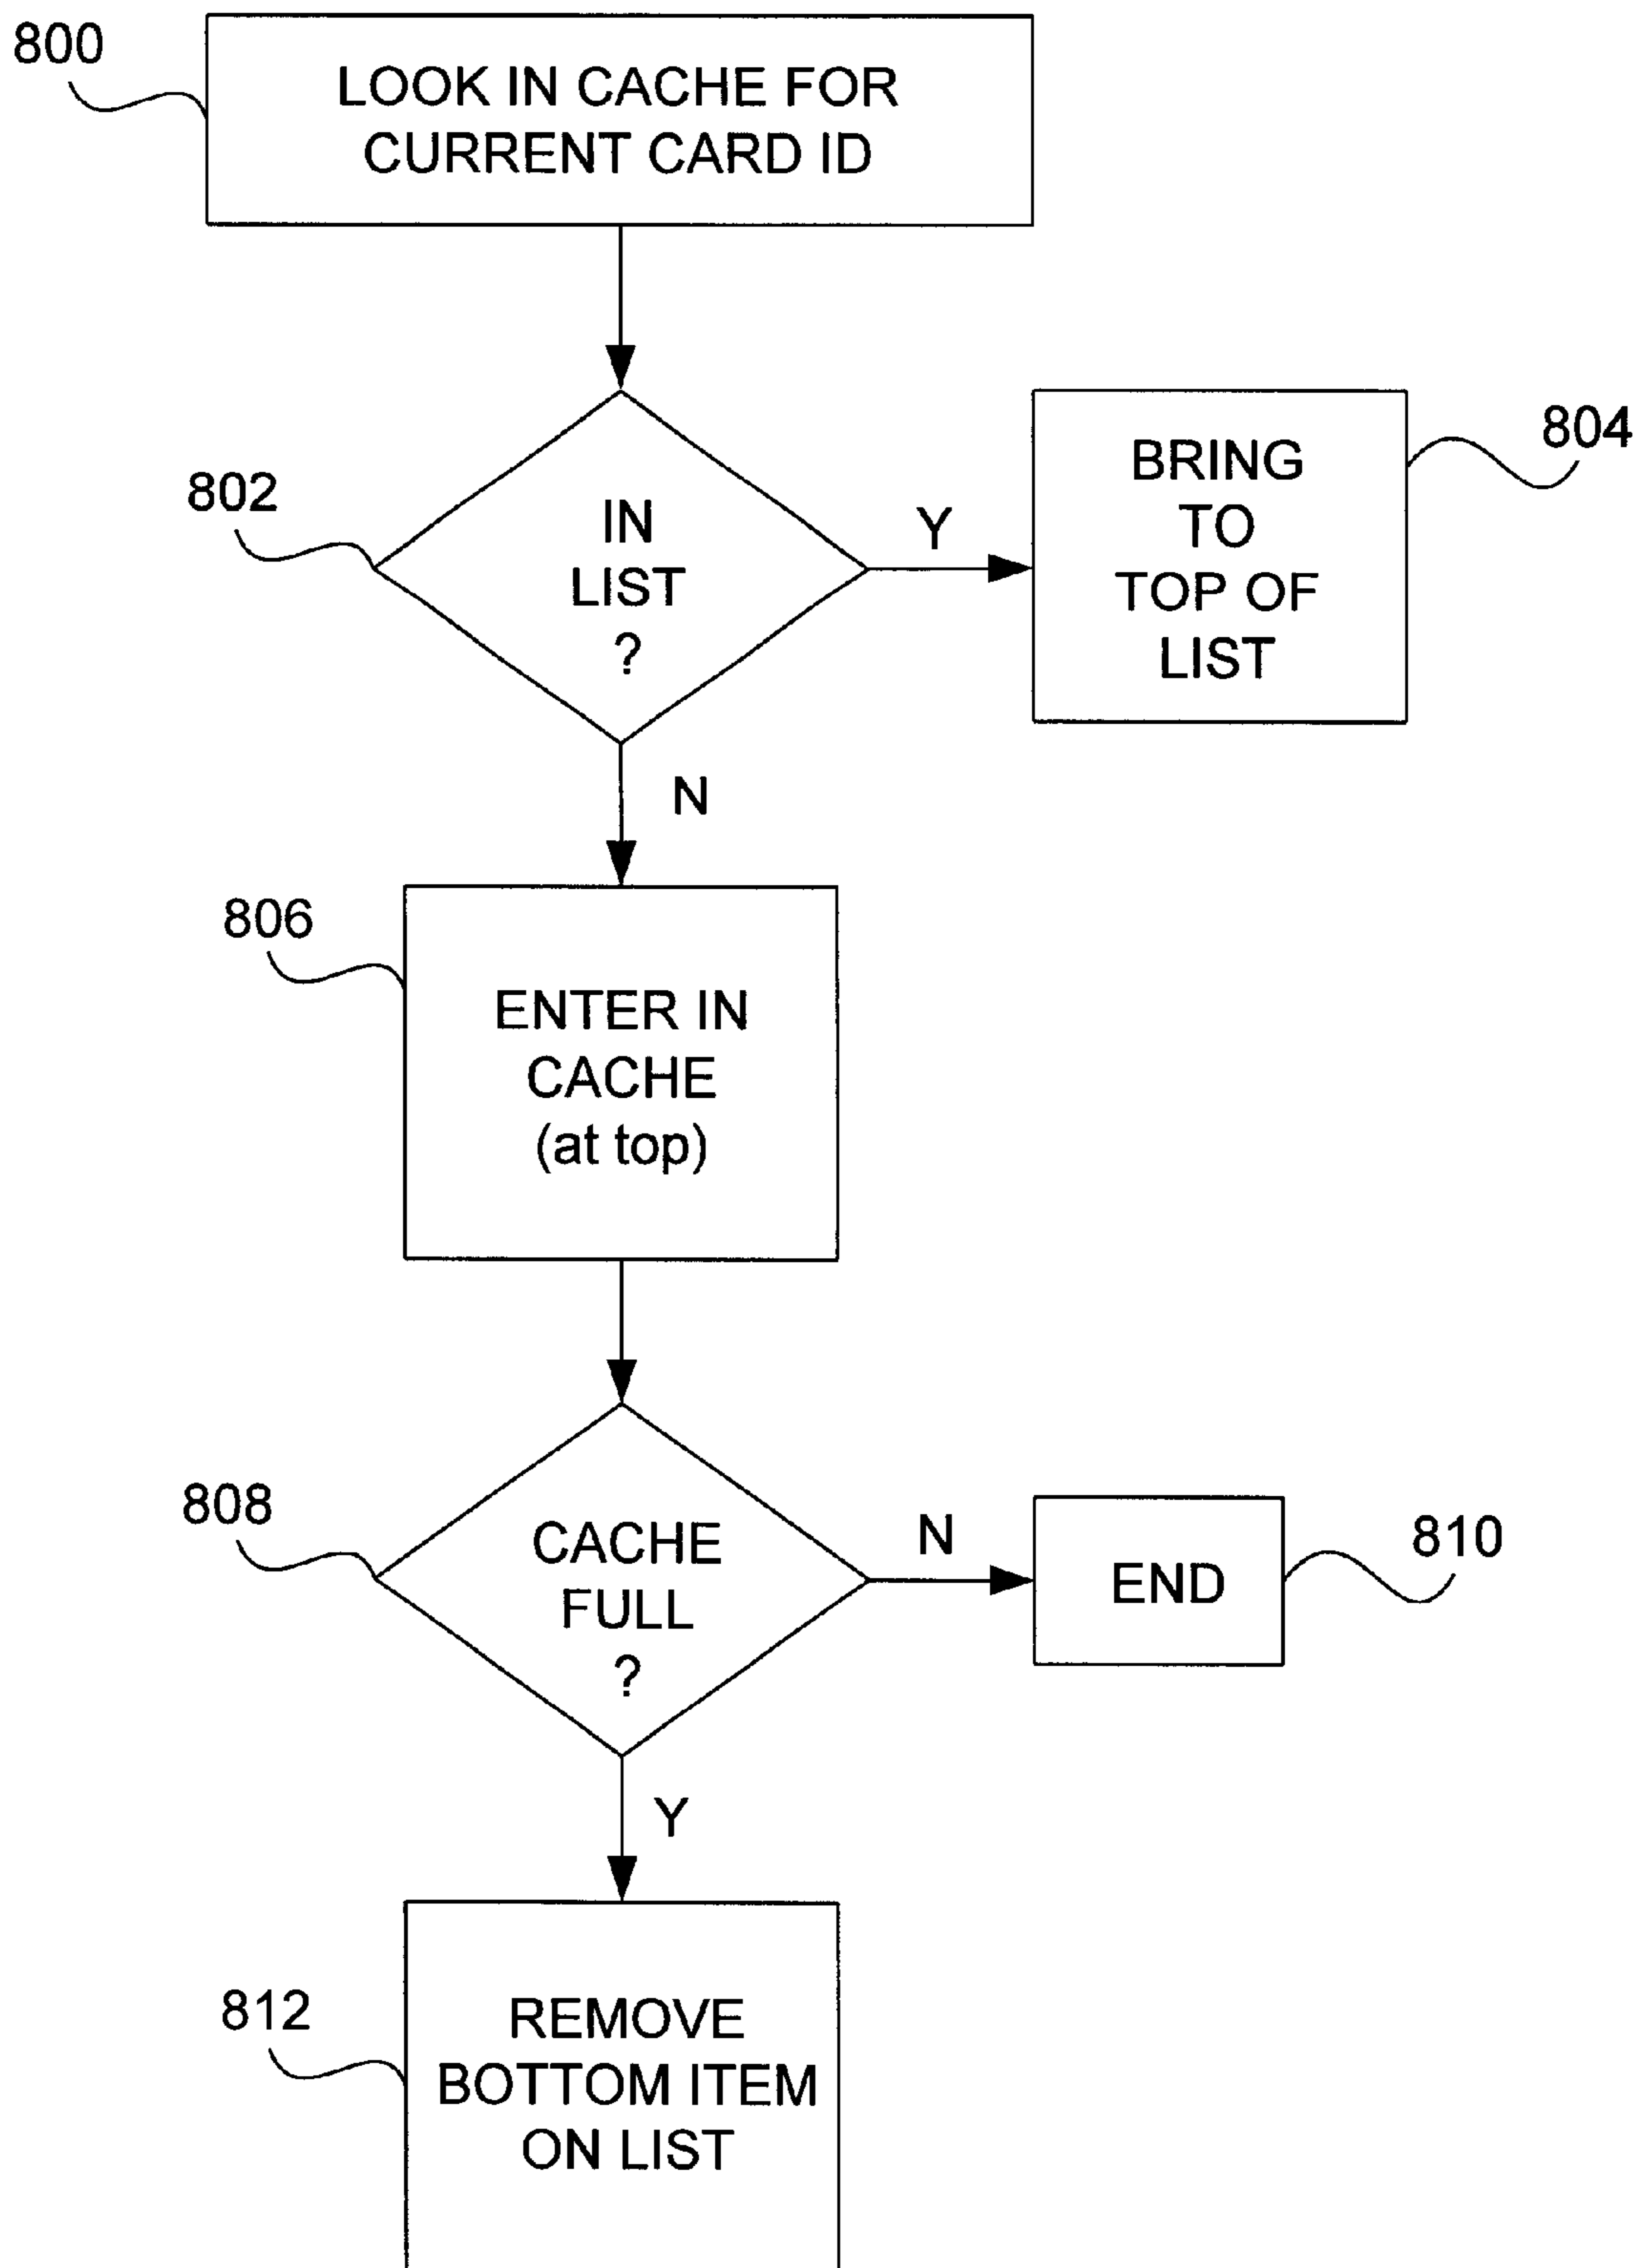 800
LOOK IN CACHE FOR
CURRENT CARD ID
802
IN
LIST
?
Y
BRING
TO
TOP OF
LIST
804
N
806
ENTER IN
CACHE
(at top)
808
CACHE
FULL
?
N
END
810
Y
812
REMOVE
BOTTOM ITEM
ON LIST